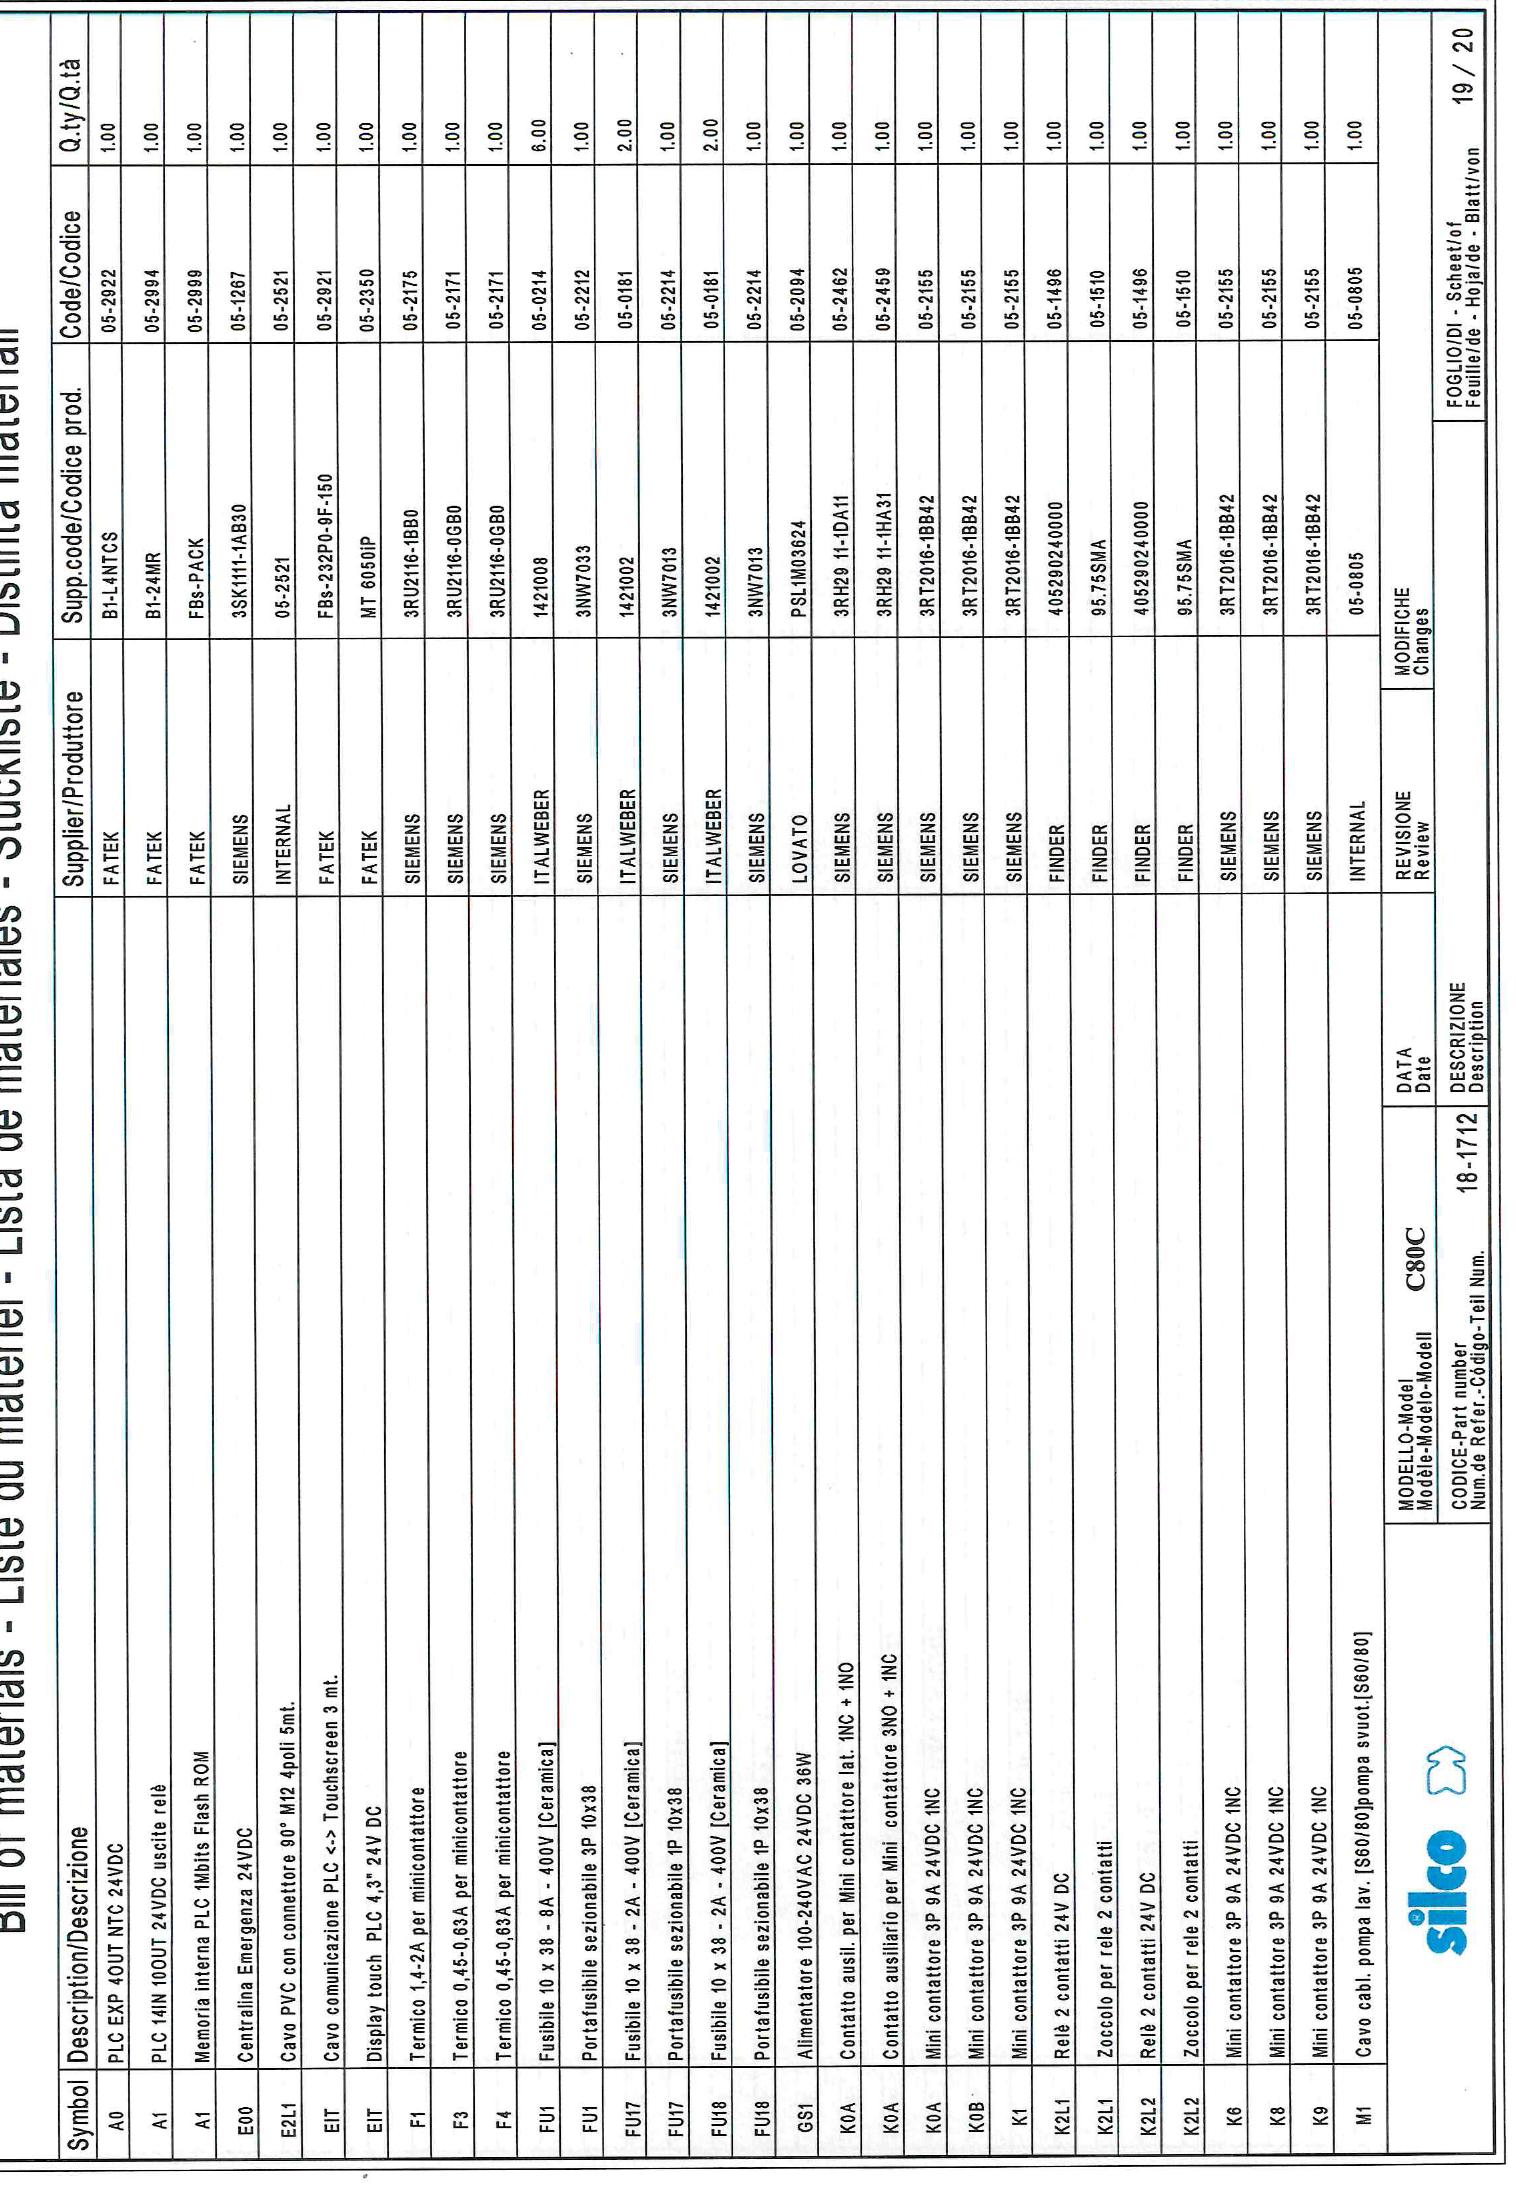 Bill of materials - Liste du matériel - Lista de materiales - Stückliste - Distinta materiali
Symbol Description/Descrizione Supplier/Produttore Supp.code/Codice prod. Code/Codice Q.ty/Q.tà
A0 PLC EXP 4OUT NTC 24VDC FATEK B1-L4NTCS 05-2922 1.00
A1 PLC 14IN 10OUT 24VDC uscite relè FATEK B1-24MR 05-2994 1.00
A1 Memoria interna PLC 1Mbits Flash ROM FATEK FBs-PACK 05-2999 1.00
E00 Centralina Emergenza 24VDC SIEMENS 3SK1111-1AB30 05-1267 1.00
E2L1 Cavo PVC con connettore 90° M12 4poli 5mt. INTERNAL 05-2521 05-2521 1.00
EIT Cavo comunicazione PLC <-> Touchscreen 3 mt. FATEK FBs-232P0-9F-150 05-2921 1.00
EIT Display touch PLC 4,3" 24V DC FATEK MT 6050iP 05-2350 1.00
F1 Termico 1,4-2A per minicontattore SIEMENS 3RU2116-1BB0 05-2175 1.00
F3 Termico 0,45-0,63A per minicontattore SIEMENS 3RU2116-0GB0 05-2171 1.00
F4 Termico 0,45-0,63A per minicontattore SIEMENS 3RU2116-0GB0 05-2171 1.00
FU1 Fusibile 10 x 38 - 8A - 400V [Ceramica] ITALWEBER 1421008 05-0214 6.00
FU1 Portafusibile sezionabile 3P 10x38 SIEMENS 3NW7033 05-2212 1.00
FU17 Fusibile 10 x 38 - 2A - 400V [Ceramica] ITALWEBER 1421002 05-0181 2.00
FU17 Portafusibile sezionabile 1P 10x38 SIEMENS 3NW7013 05-2214 1.00
FU18 Fusibile 10 x 38 - 2A - 400V [Ceramica] ITALWEBER 1421002 05-0181 2.00
FU18 Portafusibile sezionabile 1P 10x38 SIEMENS 3NW7013 05-2214 1.00
GS1 Alimentatore 100-240VAC 24VDC 36W LOVATO PSL1M03624 05-2094 1.00
K0A Contatto ausil. per Mini contattore lat. 1NC + 1NO SIEMENS 3RH29 11-1DA11 05-2462 1.00
K0A Contatto ausiliario per Mini contattore 3NO + 1NC SIEMENS 3RH29 11-1HA31 05-2459 1.00
K0A Mini contattore 3P 9A 24VDC 1NC SIEMENS 3RT2016-1BB42 05-2155 1.00
K0B Mini contattore 3P 9A 24VDC 1NC SIEMENS 3RT2016-1BB42 05-2155 1.00
K1 Mini contattore 3P 9A 24VDC 1NC SIEMENS 3RT2016-1BB42 05-2155 1.00
K2L1 Relè 2 contatti 24V DC FINDER 405290240000 05-1496 1.00
K2L1 Zoccolo per rele 2 contatti FINDER 95.75SMA 05-1510 1.00
K2L2 Relè 2 contatti 24V DC FINDER 405290240000 05-1496 1.00
K2L2 Zoccolo per rele 2 contatti FINDER 95.75SMA 05-1510 1.00
K6 Mini contattore 3P 9A 24VDC 1NC SIEMENS 3RT2016-1BB42 05-2155 1.00
K8 Mini contattore 3P 9A 24VDC 1NC SIEMENS 3RT2016-1BB42 05-2155 1.00
K9 Mini contattore 3P 9A 24VDC 1NC SIEMENS 3RT2016-1BB42 05-2155 1.00
M1 Cavo cabl. pompa lav. [S60/80]pompa svuot.[S60/80] INTERNAL 05-0805 05-0805 1.00
silco®
MODELLO-Model C80C DATA REVISIONE MODIFICHE
Modèle-Modelo-Modell Date Review Changes
CODICE-Part number 18-1712 DESCRIZIONE FOGLIO/DI - Scheet/of 19 / 20
Num.de Refer.-Código-Teil Num. Description Feuille/de - Hoja/de - Blatt/von